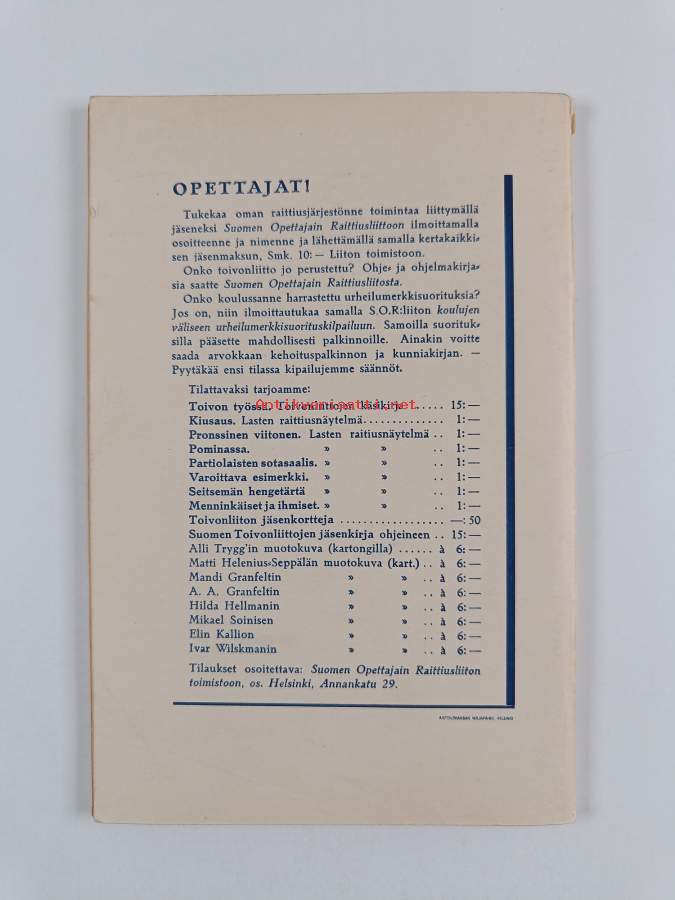 OPETTAJAT!
Tukekaa oman raittiusjärjestönne toimintaa liittymällä
jäseneksi Suomen Opettajain Raittiusliittoon ilmoittamalla
osoitteenne ja nimenne ja lähettämällä samalla kertakaikki-
sen jäsenmaksun, Smk. 10:— Liiton toimistoon.
Onko toivonliitto jo perustettu? Ohje- ja ohjelmakirja-
sia saatte Suomen Opettajain Raittiusliitosta.
Onko koulussanne harrastettu urheilumerkkisuorituksia?
Jos on, niin ilmoittautukaa samalla S.O.R:liiton koulujen
väliseen urheilumerkkisuorituskilpailuun. Samoilla suorituk-
silla pääsette mahdollisesti palkinnoille. Ainakin voitte
saada arvokkaan kehoituspalkinnon ja kunniakirjan. —
Pyytäkää ensi tilassa kipailujemme säännöt.
Tilattavaksi tarjoamme:
Toivon työssä. Toivonliittojen käsikirja ..... 15:—
Antikvariaatti.net
Kiusaus. Lasten raittiusnäytelmä.............. 1:—
Pronssinen viitonen. Lasten raitiusnäytelmä .. 1:—
Pominassa. » » .. 1:—
Partiolaisten sotasaalis. » » .. 1:—
Varoittava esimerkki. » » .. 1:—
Seitsemän hengetärtä » » .. 1:—
Menninkäiset ja ihmiset. » » .. 1:—
Toivonliiton jäsenkortteja .................. —:50
Suomen Toivonliittojen jäsenkirja ohjeineen .. 15:—
Alli Trygg'in muotokuva (kartongilla) ...... à 6:—
Matti Helenius-Seppälän muotokuva (kart.) .. à 6:—
Mandi Granfeltin » » .. à 6:—
A. A. Granfeltin » » .. à 6:—
Hilda Hellmanin » » .. à 6:—
Mikael Soinisen » » .. à 6:—
Elin Kallion » » .. à 6:—
Ivar Wilskmanin » » .. à 6:—
Tilaukset osoitettava: Suomen Opettajain Raittiusliiton
toimistoon, os. Helsinki, Annankatu 29.